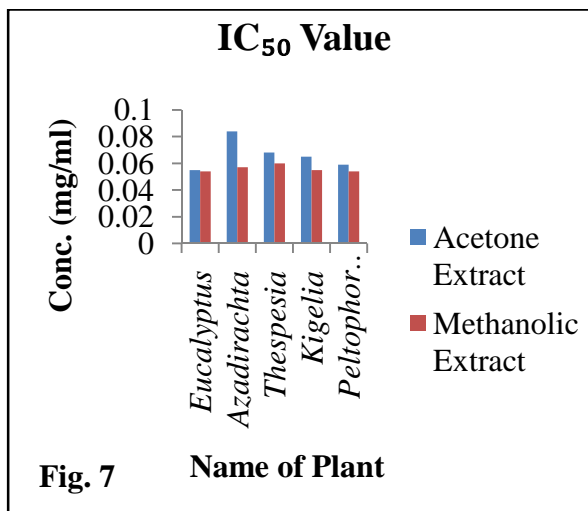 IC₅₀ Value
0.1
0.08
0.06
0.04
0.02
0
Conc. (mg/ml)
Eucalyptus
Azadirachta
Thespesia
Kigelia
Peltophor..
Acetone
Extract
Methanolic
Extract
Name of Plant
Fig. 7